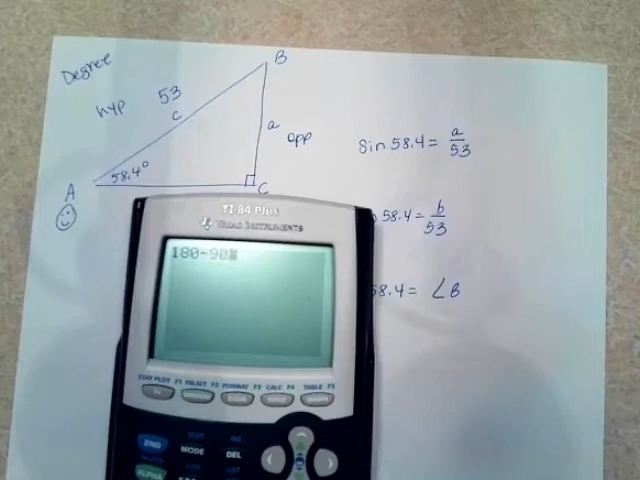 Degree
B
hyp 53
c
a
opp
58.4°
A
C
sin 58.4 = a/53
58.4 = b/53
58.4 = ∠B
TI-84 Plus
TEXAS INSTRUMENTS
180-90
STAT PLOT F1 TBLSET F2 FORMAT F3 CALC F4 TABLE F5
2ND
MODE
DEL
ALPHA